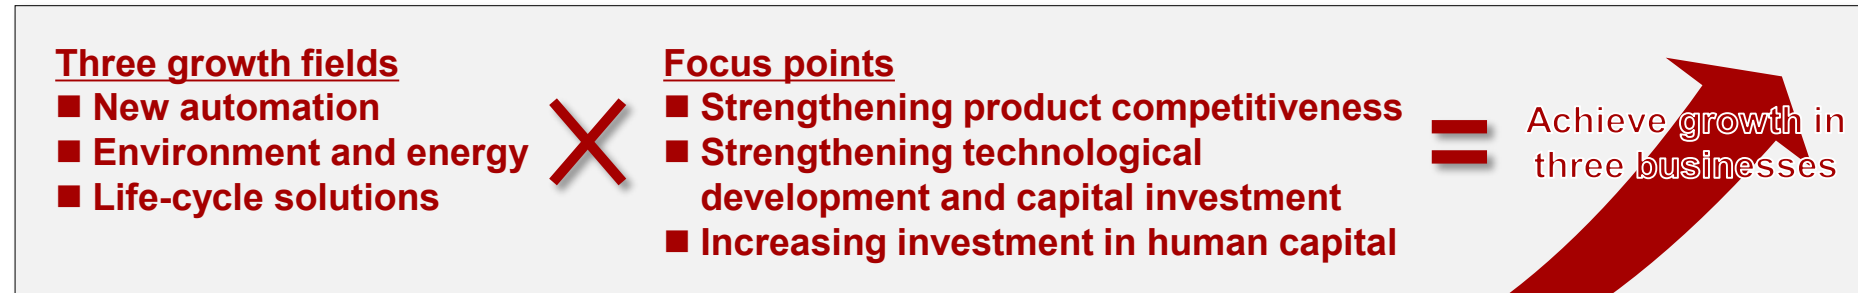 Three growth fields
■ New automation
■ Environment and energy
■ Life-cycle solutions
×
Focus points
■ Strengthening product competitiveness
■ Strengthening technological
development and capital investment
■ Increasing investment in human capital
=
Achieve growth in
three businesses